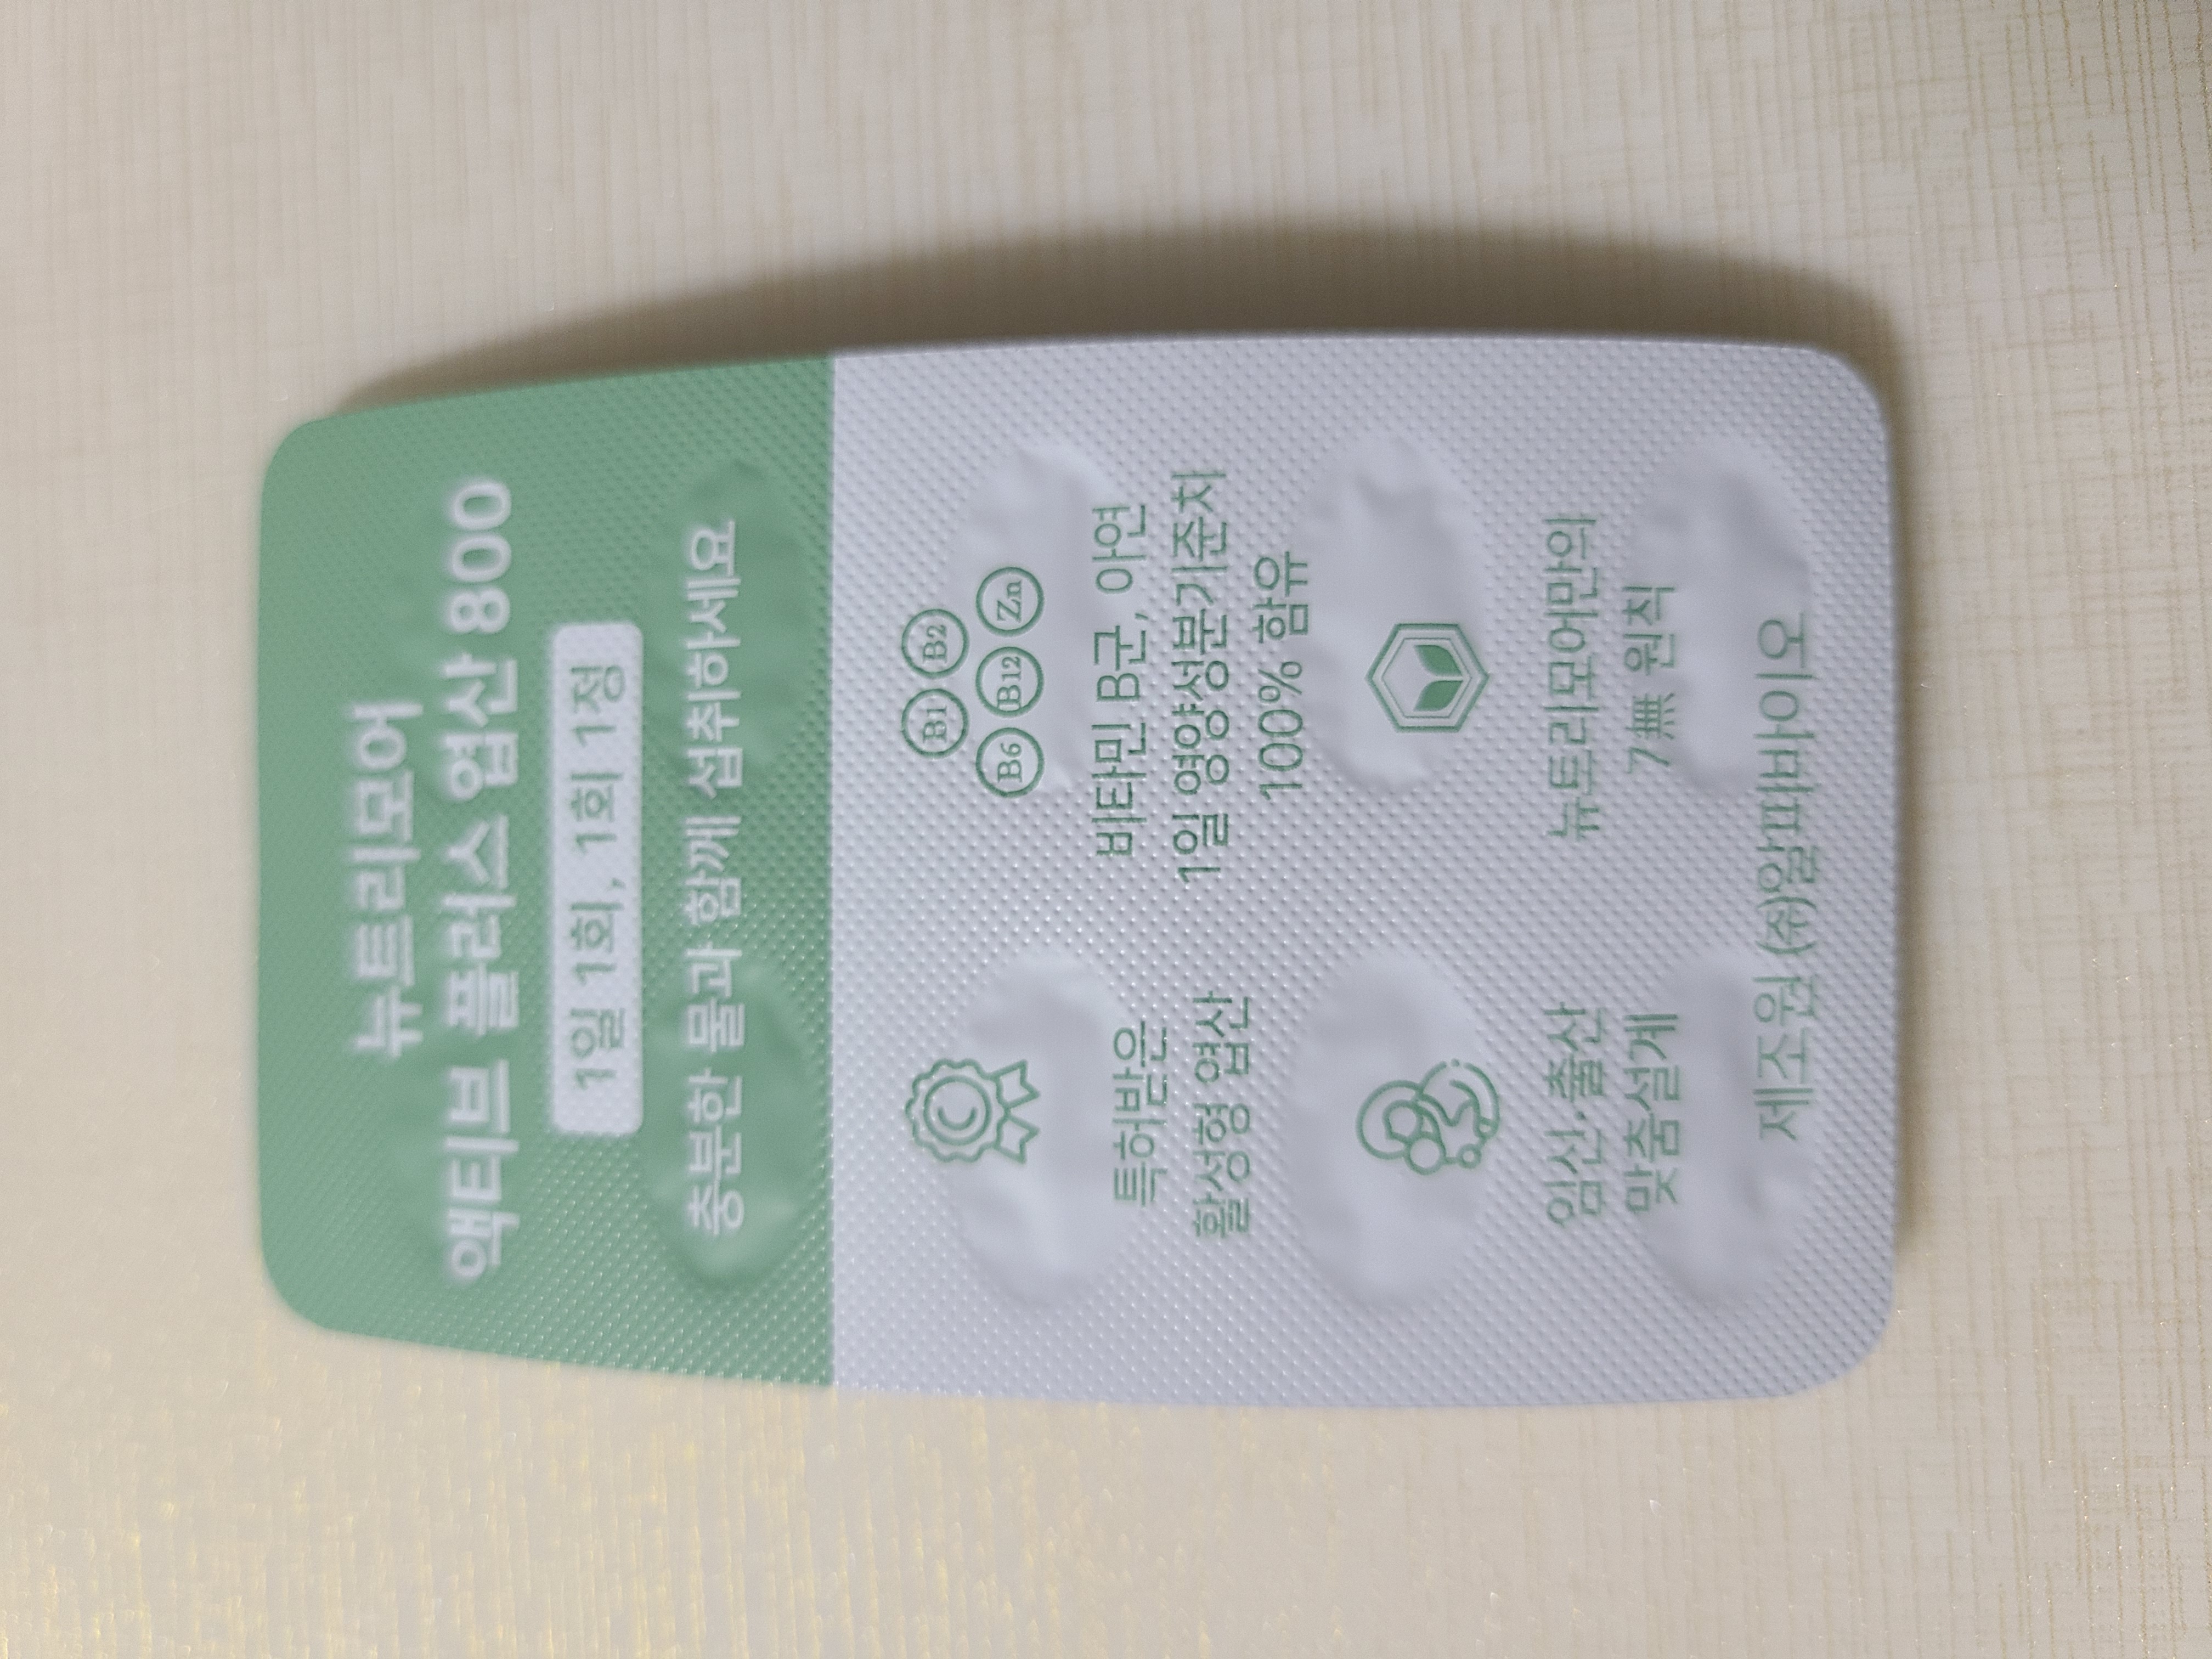 뉴트리모어
액티브 플러스 엽산 800
1일 1회, 1회 1정
충분한 물과 함께 섭취하세요
특허받은
활성형 엽산
B1 B2
B6 B12 Zn
비타민 B군, 아연
1일 영양성분기준치
100% 함유
임신·출산
맞춤설계
뉴트리모어만의
7無 원칙
제조원 ㈜알파바이오